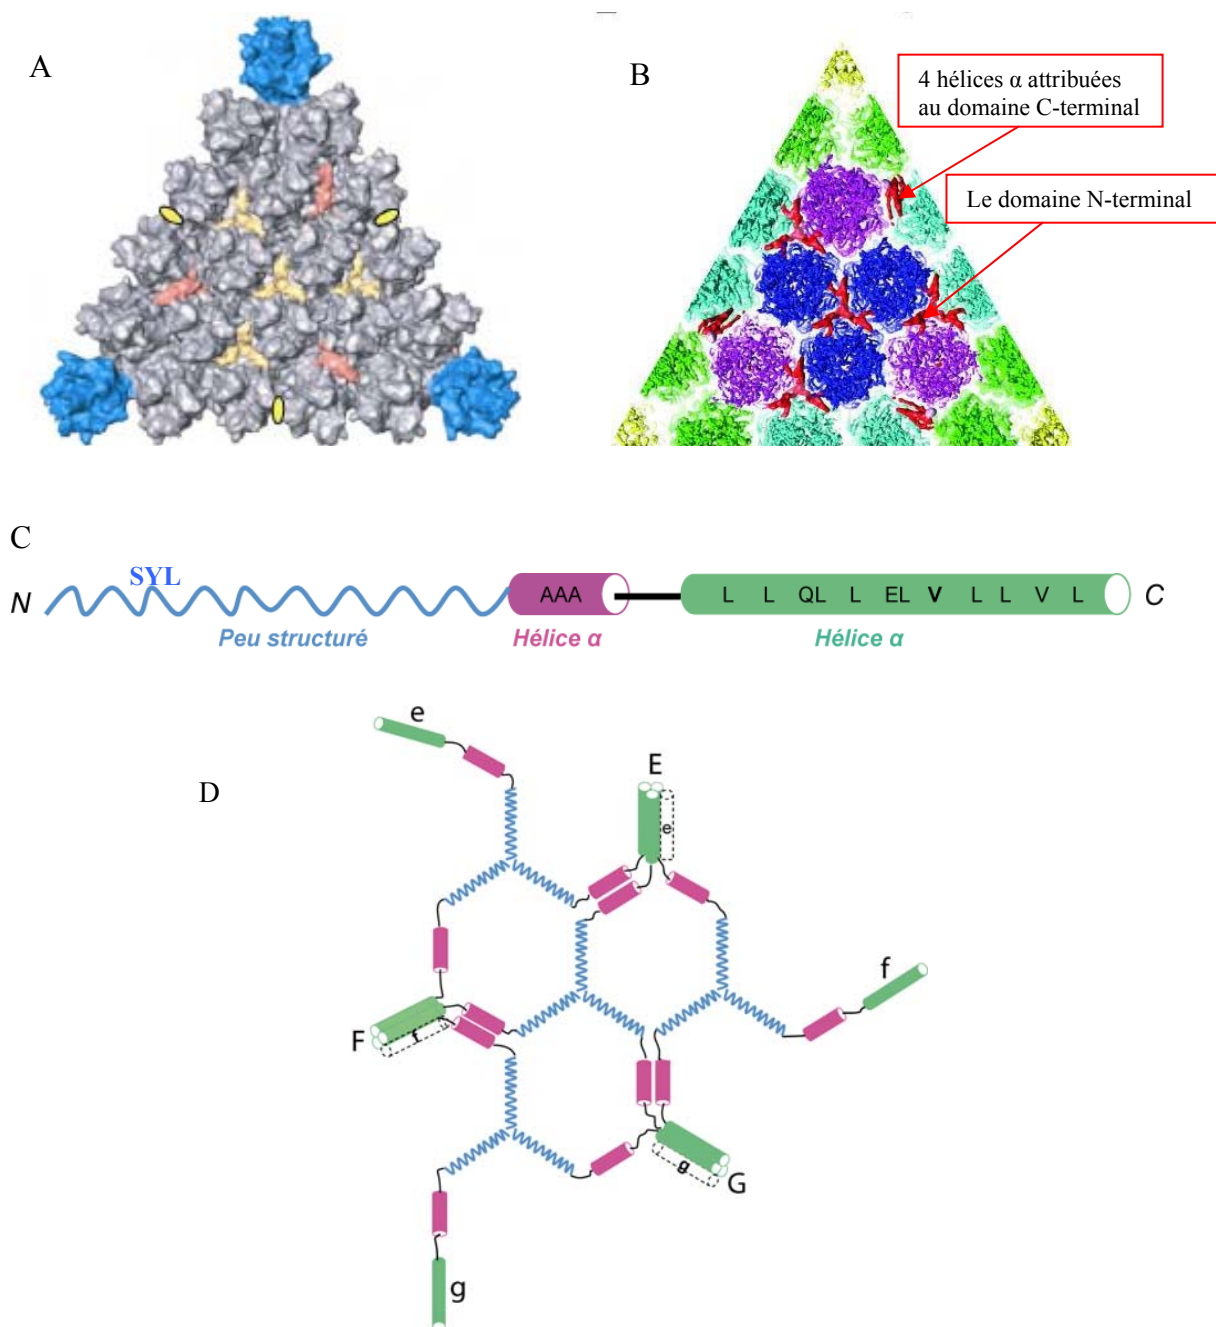 A
B
4 hélices α attribuées
au domaine C-terminal
Le domaine N-terminal
C
SYL
N
AAA
L L QL L EL V L L V L
C
Peu structuré
Hélice α
Hélice α
D
e
E
e
f
F
f
g
G
g